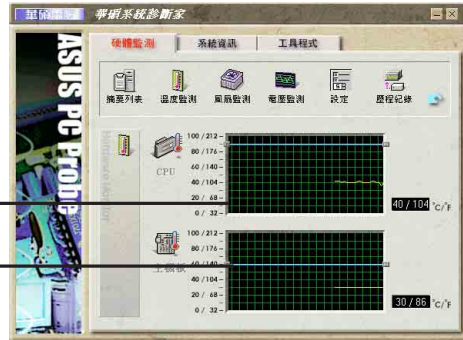 華碩系統診斷家
硬體監測 系統資訊 工具程式
摘要列表 溫度監測 風扇監測 電壓監測 設定 歷程紀錄
ASUS PC Probe
Hardware Monitor
CPU
100 / 212
80 / 176
60 / 140
40 / 104
20 / 68
0 / 32
40 / 104 °C/°F
主機板
100 / 212
80 / 176
60 / 140
40 / 104
20 / 68
0 / 32
30 / 86 °C/°F